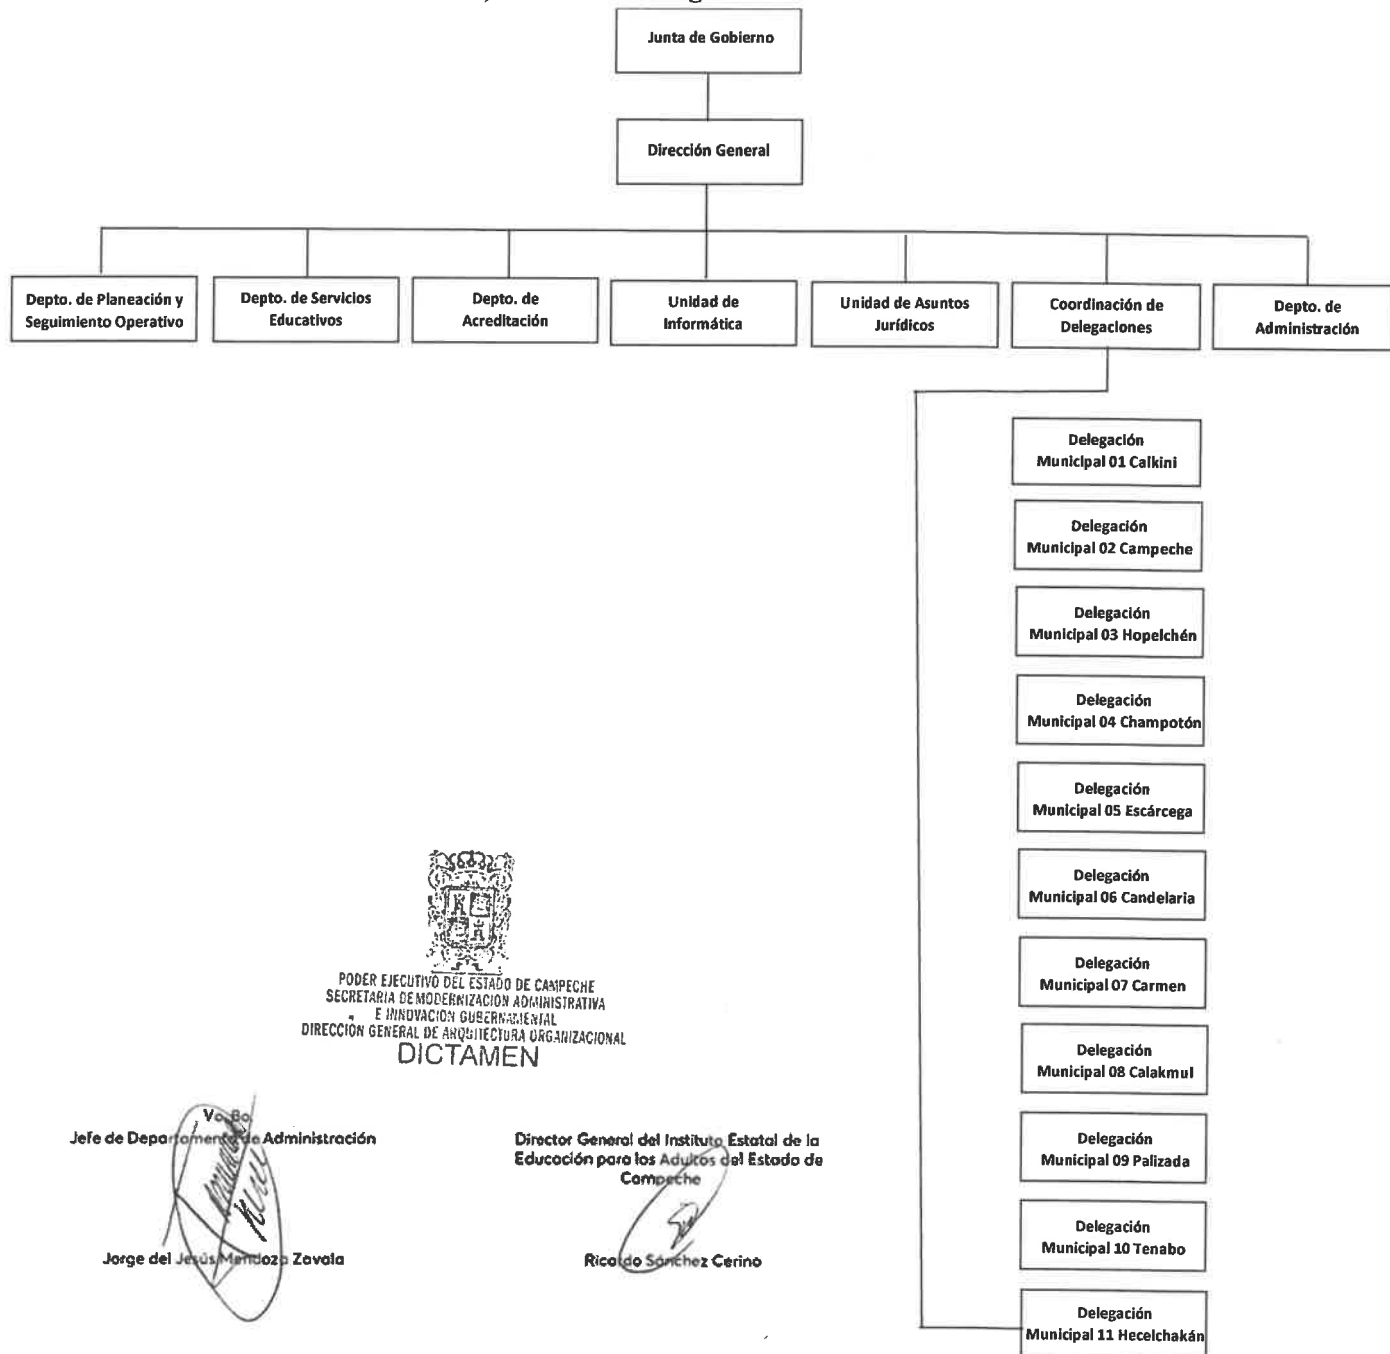 Junta de Gobierno
Dirección General
Depto. de Planeación y
Seguimiento Operativo
Depto. de Servicios
Educativos
Depto. de
Acreditación
Unidad de
Informática
Unidad de Asuntos
Jurídicos
Coordinación de
Delegaciones
Depto. de
Administración
Delegación
Municipal 01 Calkini
Delegación
Municipal 02 Campeche
Delegación
Municipal 03 Hopelchén
Delegación
Municipal 04 Champotón
Delegación
Municipal 05 Escárcega
Delegación
Municipal 06 Candelaria
Delegación
Municipal 07 Carmen
Delegación
Municipal 08 Calakmul
Delegación
Municipal 09 Palizada
Delegación
Municipal 10 Tenabo
Delegación
Municipal 11 Hecelchakán
PODER EJECUTIVO DEL ESTADO DE CAMPECHE
SECRETARIA DE MODERNIZACION ADMINISTRATIVA
E INNOVACION GUBERNAMENTAL
DIRECCION GENERAL DE ARQUITECTURA ORGANIZACIONAL
DICTAMEN
Vo. Bo.
Jefe de Departamento de Administración
Jorge del Jesús Mendoza Zavala
Director General del Instituto Estatal de la
Educación para los Adultos del Estado de
Campeche
Ricardo Sánchez Cerino